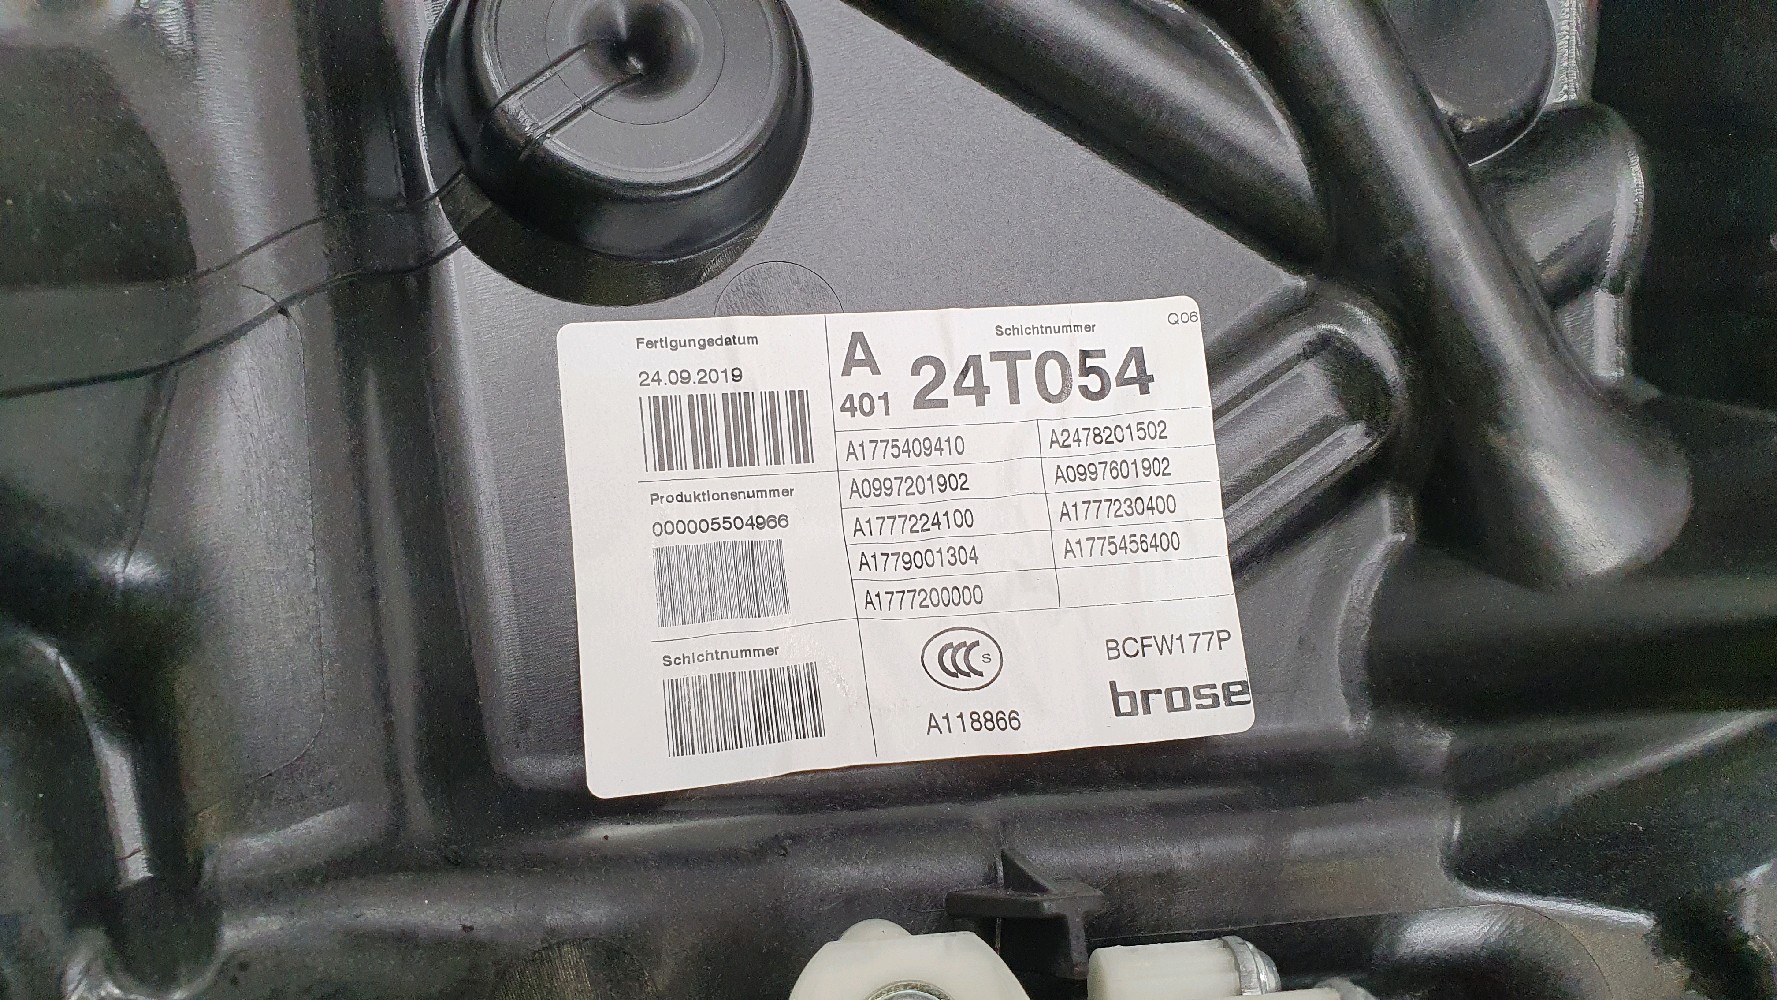 Fertigungsdatum
24.09.2019
Produktionsnummer
000005504966
Schichtnummer
A
401
Schichtnummer
Q06
24T054
A1775409410 A2478201502
A0997201902 A0997601902
A1777224100 A1777230400
A1779001304 A1775456400
A1777200000
CCC S
A118866
BCFW177P
brose